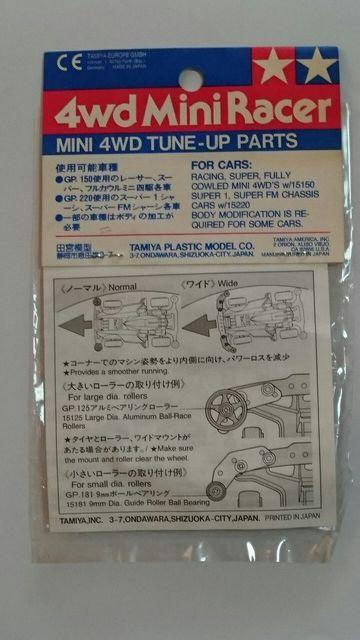 CE
TAMIYA EUROPE GMBH
Germany MADE IN JAPAN
4wd Mini Racer
MINI 4WD TUNE-UP PARTS
使用可能車種
●GP.150使用のレーサー、スー
パー、フルカウルミニ四駆各車
●GP.220使用のスーパー1シャ
ーシ、スーパーFMシャーシ各車
●一部の車種はボディの加工が
必要
FOR CARS:
RACING, SUPER, FULLY
COWLED MINI 4WD'S w/15150
SUPER 1, SUPER FM CHASSIS
CARS w/15220
BODY MODIFICATION IS RE-
QUIRED FOR SOME CARS.
田宮模型
TAMIYA PLASTIC MODEL CO.
3-7, ONDAWARA, SHIZUOKA-CITY, JAPAN.
TAMIYA AMERICA, INC
2 ORION, ALISO VIEJO
CA 92656 U.S.A.
《ノーマル》Normal
《ワイド》Wide
★コーナーでのマシン姿勢をより内側に向け、パワーロスを減少
★Provides a smoother running.
《大きいローラーの取り付け例》
For large dia. rollers
GP.125アルミベアリングローラー
15125 Large Dia. Aluminum Ball-Race
Rollers
★タイヤとローラー、ワイドマウントが
あたる場合があります。/★Make sure
the mount and roller clear the wheel.
《小さいローラーの取り付け例》
For small dia. rollers
GP.181 9mmボールベアリング
15181 9mm Dia. Guide Roller Ball Bearing
TAMIYA, INC. 3-7, ONDAWARA, SHIZUOKA-CITY, JAPAN. PRINTED IN JAPAN